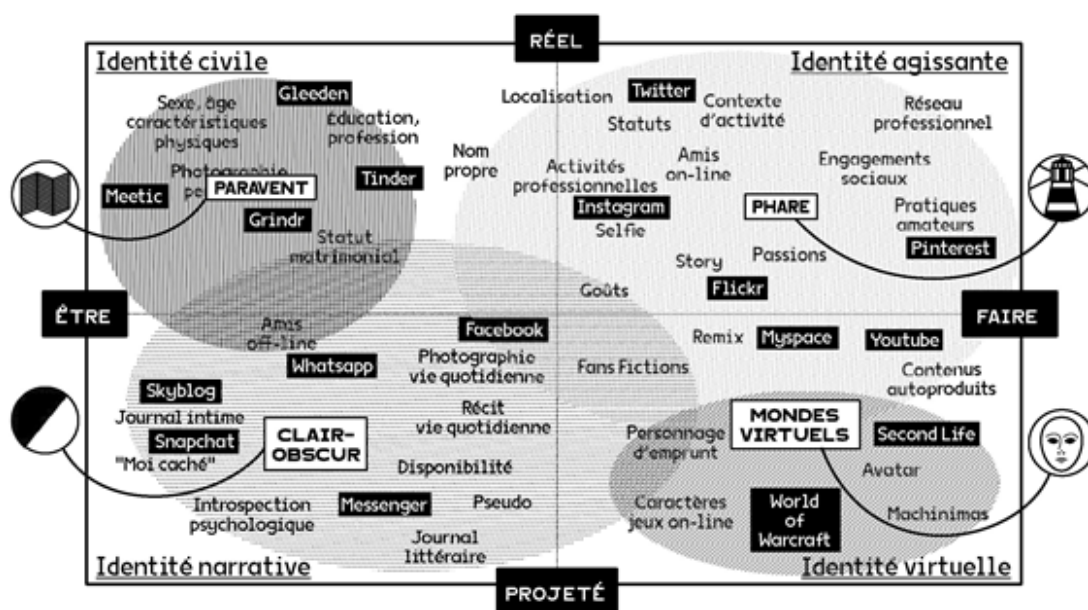 RÉEL
Identité civile
Identité agissante
Gleeden
Sexe, âge
caractéristiques
physiques
Éducation,
profession
Photographie
PARAVENT
Meetic
Tinder
Grindr
Statut
matrimonial
Nom
propre
Localisation
Twitter
Statuts
Contexte
d'activité
Réseau
professionnel
Activités
professionnelles
Amis
on-line
Engagements
sociaux
Instagram
Selfie
PHARE
Pratiques
amateurs
Pinterest
Story
Passions
Flickr
Goûts
ÊTRE
FAIRE
Amis
off-line
Facebook
Whatsapp
Photographie
vie quotidienne
Skyblog
Journal intime
Snapchat
"Moi caché"
CLAIR-
OBSCUR
Récit
vie quotidienne
Disponibilité
Introspection
psychologique
Messenger
Pseudo
Journal
littéraire
Remix
Myspace
Youtube
Fans Fictions
Contenus
autoproduits
Personnage
d'emprunt
MONDES
VIRTUELS
Second Life
Avatar
Caractères
jeux on-line
World
of
Warcraft
Machinimas
Identité narrative
Identité virtuelle
PROJETÉ